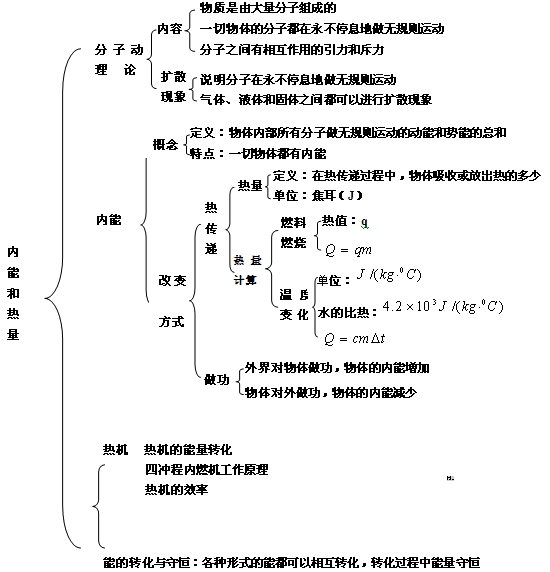 物质是由大量分子组成的
内容
一切物体的分子都在永不停息地做无规则运动
分子动
理 论
分子之间有相互作用的引力和斥力
扩散
现象
说明分子在永不停息地做无规则运动
气体、液体和固体之间都可以进行扩散现象
概念
定义：物体内部所有分子做无规则运动的动能和势能的总和
特点：一切物体都有内能
内能
热量
定义：在热传递过程中，物体吸收或放出热的多少
单位：焦耳（J）
热
传
递
燃料
燃烧
热值：q
Q = qm
热 量
计算
改变
方式
温 度
变 化
单位：J /(kg·⁰C)
水的比热：4.2×10³J /(kg·⁰C)
Q = cmΔt
内
能
和
热
量
做功
外界对物体做功，物体的内能增加
物体对外做功，物体的内能减少
热机 热机的能量转化
四冲程内燃机工作原理
热机的效率
能的转化与守恒：各种形式的能都可以相互转化，转化过程中能量守恒